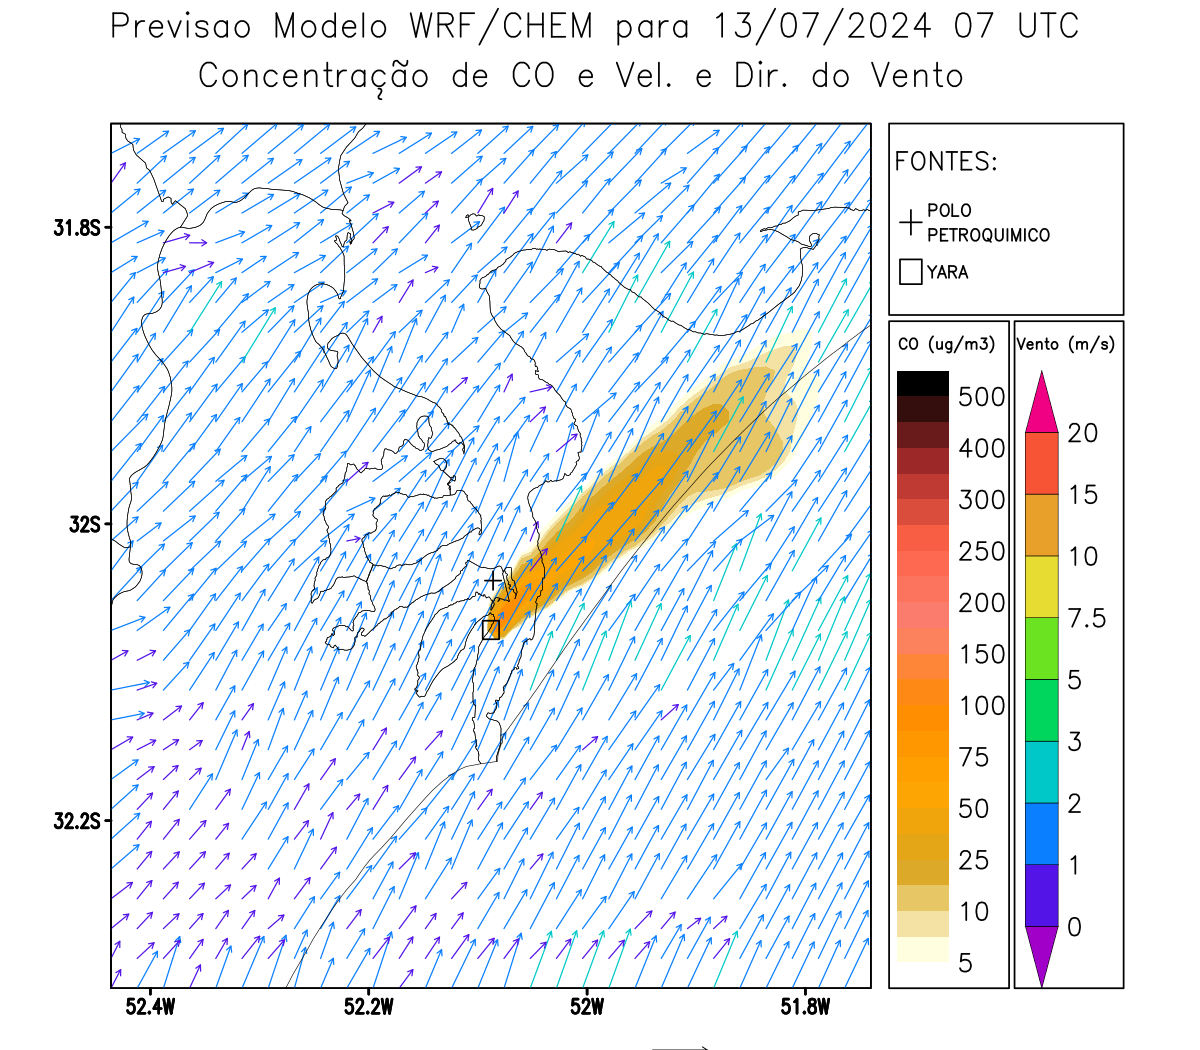 Previsao Modelo WRF/CHEM para 13/07/2024 07 UTC
Concentração de CO e Vel. e Dir. do Vento
FONTES:
POLO
PETROQUIMICO
YARA
CO (ug/m3)
500
400
300
250
200
150
100
75
50
25
10
5
Vento (m/s)
20
15
10
7.5
5
3
2
1
0
31.8S
32S
32.2S
52.4W
52.2W
52W
51.8W